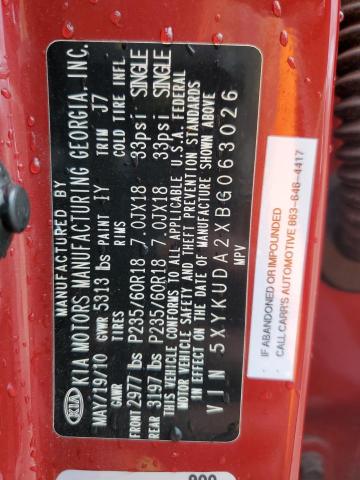 MANUFACTURED BY
KIA KIA MOTORS MANUFACTURING GEORGIA, INC.
MAY/19/10 GVWR 5313 lbs PAINT IY TRIM J7
GAWR TIRES RIMS COLD TIRE INFL
FRONT 2977 lbs P235/60R18 7.0JX18 33psi SINGLE
REAR 3197 lbs P235/60R18 7.0JX18 33psi SINGLE
THIS VEHICLE CONFORMS TO ALL APPLICABLE U.S.A. FEDERAL
MOTOR VEHICLE SAFETY AND THEFT PREVENTION STANDARDS
IN EFFECT ON THE DATE OF MANUFACTURE SHOWN ABOVE
VIN 5XYKUDA2XBG063026
MPV
IF ABANDONED OR IMPOUNDED
CALL CARR'S AUTOMOTIVE 863-646-4417